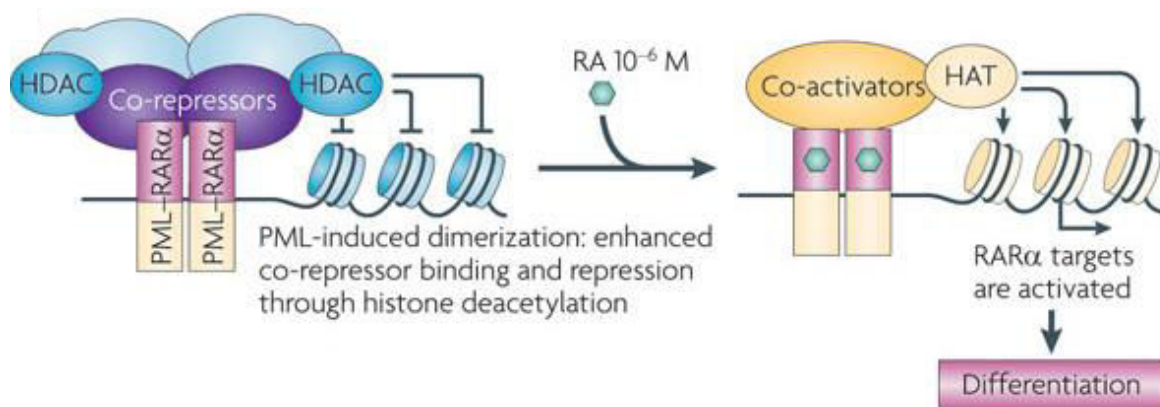 HDAC
Co-repressors
HDAC
PML–RARα
PML–RARα
PML-induced dimerization: enhanced
co-repressor binding and repression
through histone deacetylation
RA 10⁻⁶ M
Co-activators
HAT
RARα targets
are activated
Differentiation